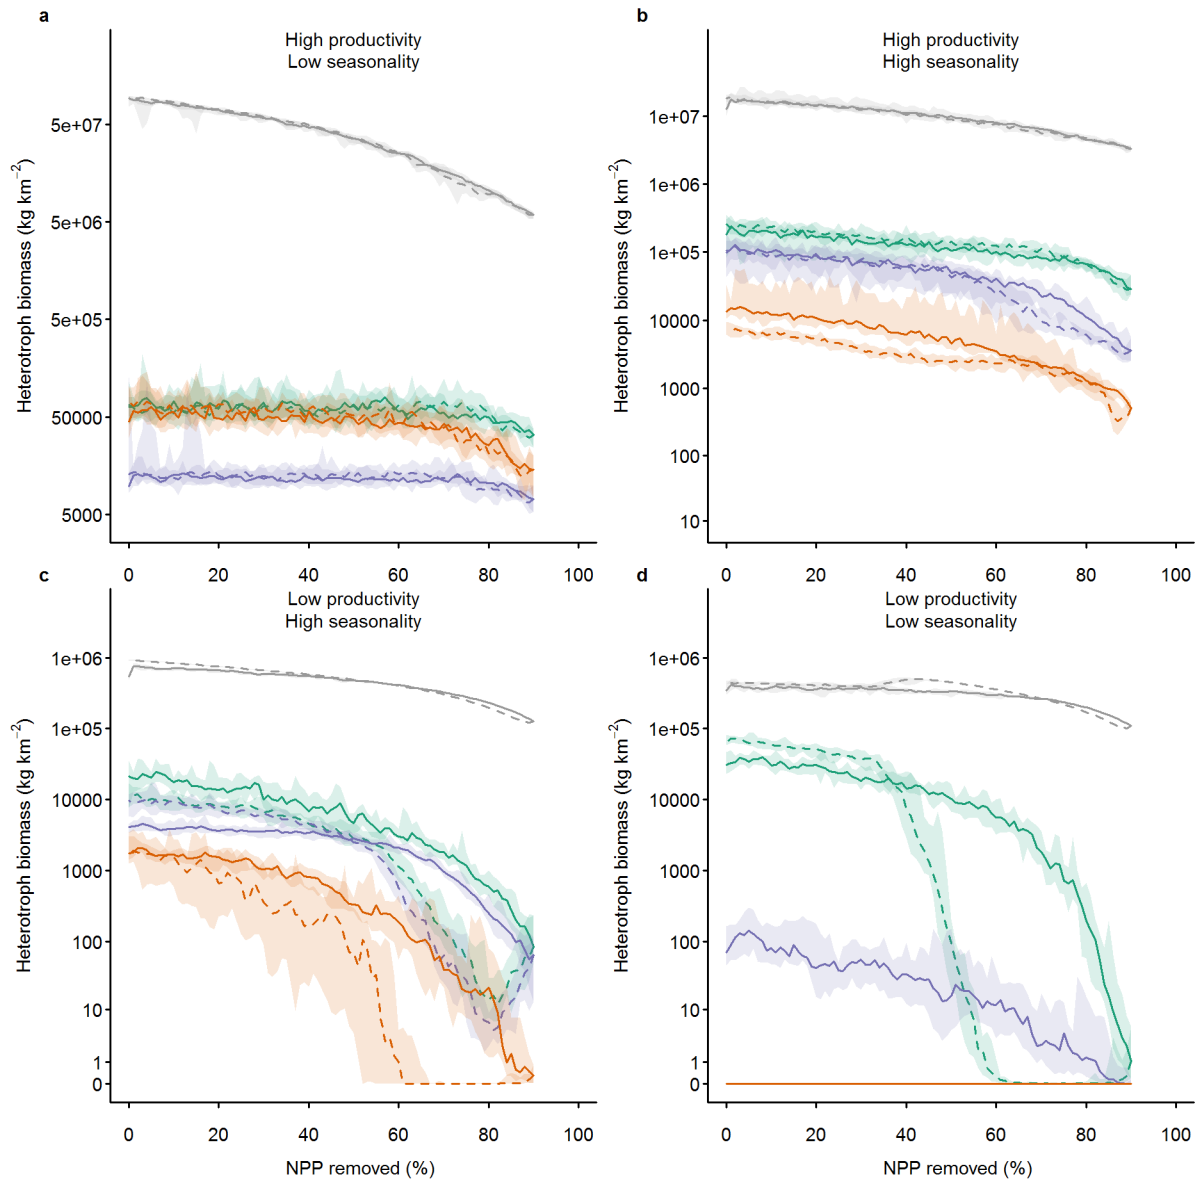 a
High productivity
Low seasonality
Heterotroph biomass (kg km−2)
5e+07
5e+06
5e+05
50000
5000
0 20 40 60 80 100
b
High productivity
High seasonality
Heterotroph biomass (kg km−2)
1e+07
1e+06
1e+05
10000
1000
100
10
0 20 40 60 80 100
c
Low productivity
High seasonality
Heterotroph biomass (kg km−2)
1e+06
1e+05
10000
1000
100
10
1
0
0 20 40 60 80 100
NPP removed (%)
d
Low productivity
Low seasonality
Heterotroph biomass (kg km−2)
1e+06
1e+05
10000
1000
100
10
1
0
0 20 40 60 80 100
NPP removed (%)